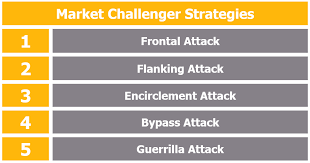 Market Challenger Strategies
1 Frontal Attack
2 Flanking Attack
3 Encirclement Attack
4 Bypass Attack
5 Guerrilla Attack